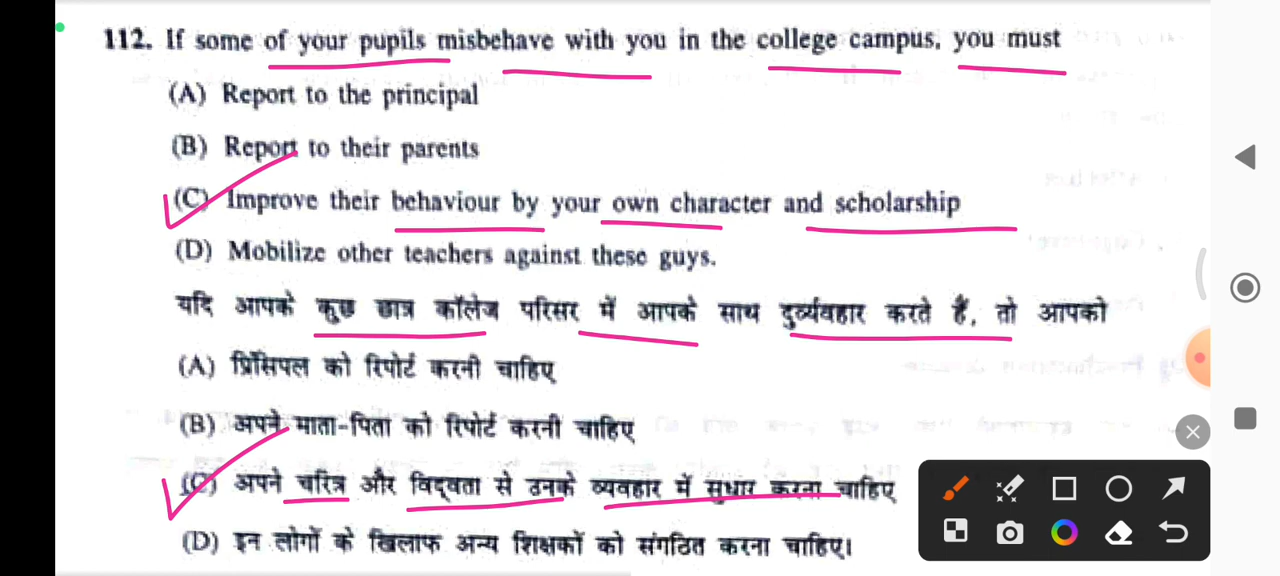 112. If some of your pupils misbehave with you in the college campus, you must
(A) Report to the principal
(B) Report to their parents
(C) Improve their behaviour by your own character and scholarship
(D) Mobilize other teachers against these guys.
यदि आपके कुछ छात्र कॉलेज परिसर में आपके साथ दुर्व्यवहार करते हैं, तो आपको
(A) प्रिंसिपल को रिपोर्ट करनी चाहिए
(B) अपने माता-पिता को रिपोर्ट करनी चाहिए
(C) अपने चरित्र और विद्वता से उनके व्यवहार में सुधार करना चाहिए
(D) इन लोगों के खिलाफ अन्य शिक्षकों को संगठित करना चाहिए।